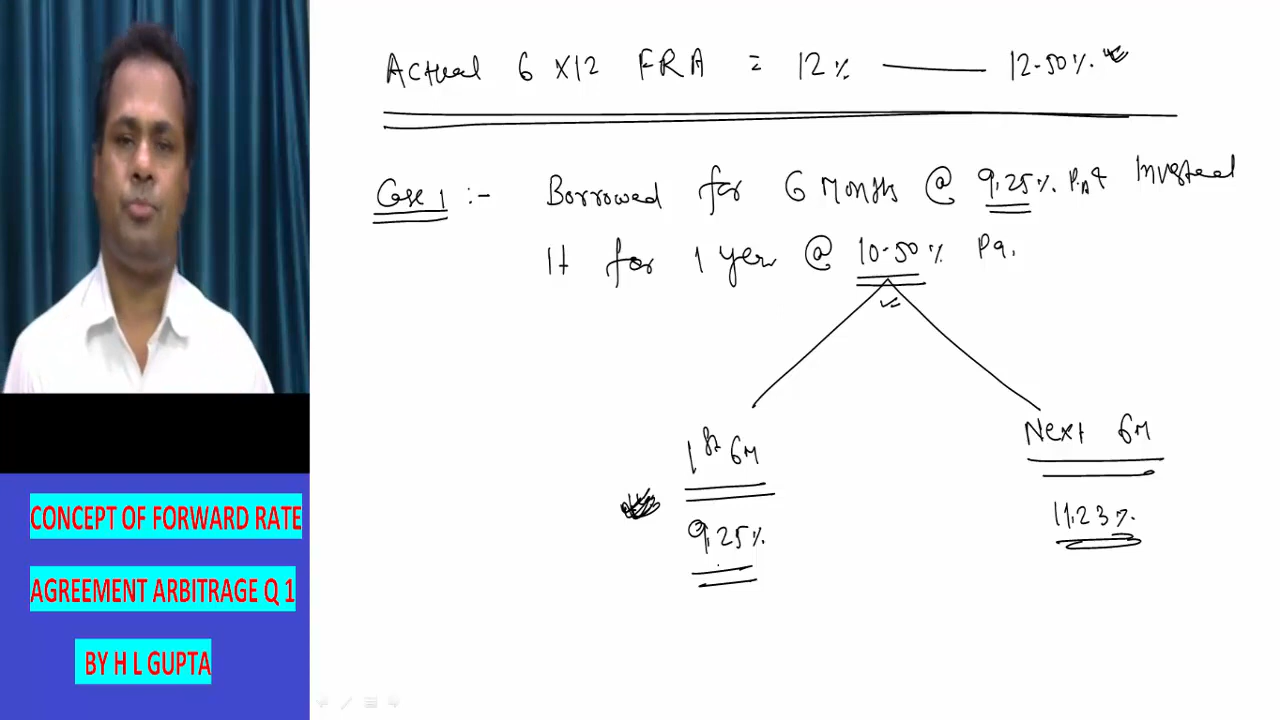 Actual 6 X12 FRA = 12% — 12.50%.
Case 1 :- Borrowed for 6 Months @ 9.25% P.A & Invested
It for 1 year @ 10.50% Pa.
1st 6M
Next 6M
9.25%
11.23%
CONCEPT OF FORWARD RATE
AGREEMENT ARBITRAGE Q 1
BY H L GUPTA